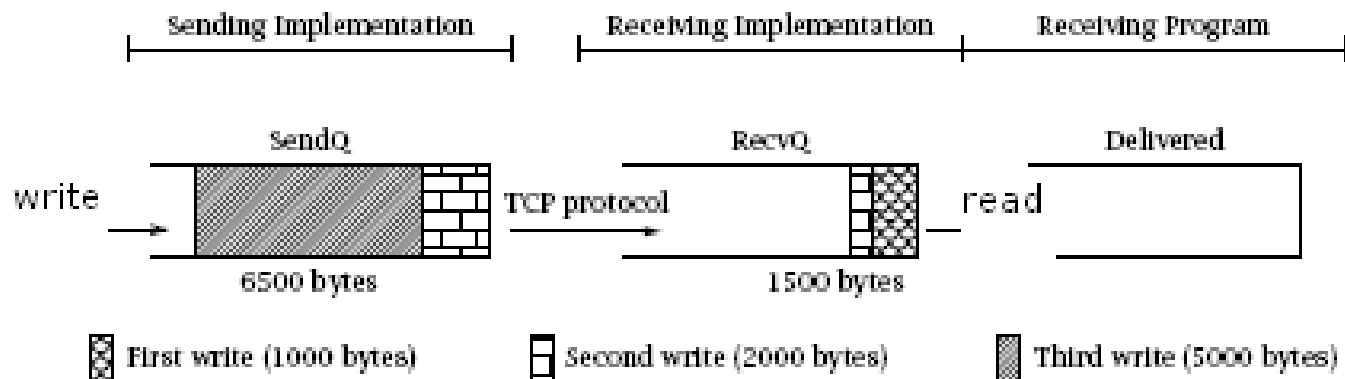 Sending Implementation Receiving Implementation Receiving Program
SendQ RecvQ Delivered
write TCP protocol read
6500 bytes 1500 bytes
First write (1000 bytes) Second write (2000 bytes) Third write (5000 bytes)